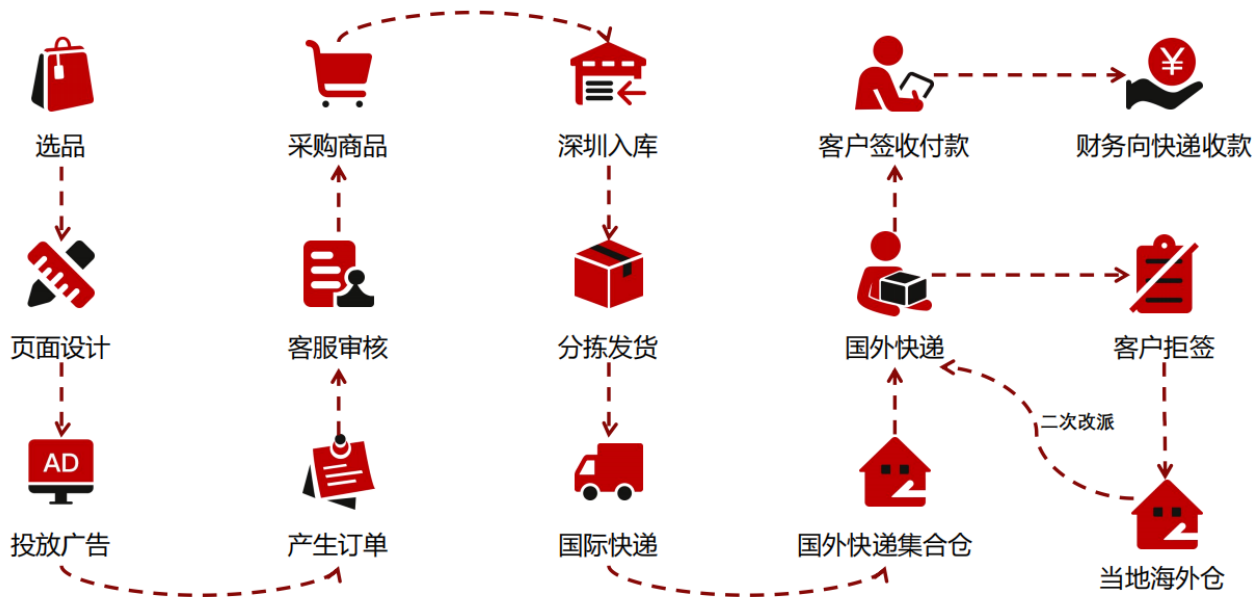 选品
采购商品
深圳入库
客户签收付款
¥
财务向快递收款
页面设计
客服审核
分拣发货
国外快递
客户拒签
二次改派
AD
投放广告
产生订单
国际快递
国外快递集合仓
当地海外仓